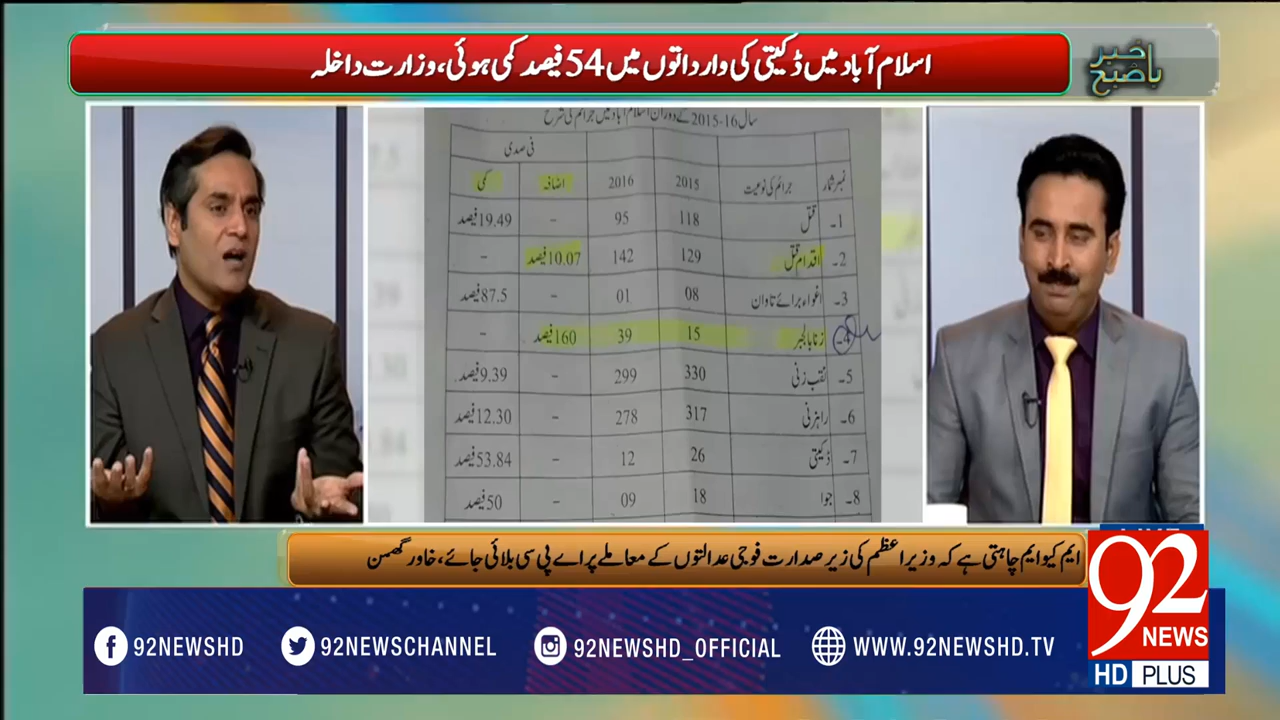 اسلام آباد میں ڈکیتی کی وارداتوں میں 54 فیصد کمی ہوئی، وزارت داخلہ
خبر
باصبح
سال 16-2015 کے دوران اسلام آباد میں جرائم کی شرح
فی صدی
نمبر شمار جرائم کی نوعیت 2015 2016 اضافہ کمی
1۔ قتل 118 95 - 19.49 فیصد
2۔ اقدام قتل 129 142 10.07 فیصد -
3۔ اغواء برائے تاوان 08 01 - 87.5 فیصد
4۔ زنا بالجبر 15 39 160 فیصد -
5۔ نقب زنی 330 299 - 9.39 فیصد
6۔ راہزنی 317 278 - 12.30 فیصد
7۔ ڈکیتی 26 12 - 53.84 فیصد
8۔ جوا 18 09 - 50 فیصد
ایم کیو ایم چاہتی ہے کہ وزیراعظم کی زیر صدارت فوجی عدالتوں کے معاملے پر اے پی سی بلائی جائے، خاور گھمن
92
NEWS
HD PLUS
92NEWSHD
92NEWSCHANNEL
92NEWSHD_OFFICIAL
WWW.92NEWSHD.TV